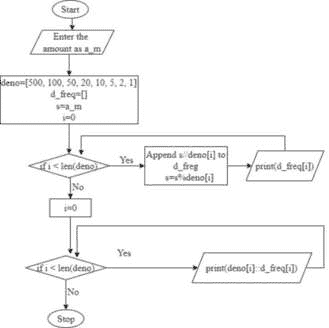 Start
Enter the
amount as a_m
deno=[500, 100, 50, 20, 10, 5, 2, 1]
d_freq=[]
s=a_m
i=0
if i < len(deno)
Yes
Append s//deno[i] to
d_freg
s=s%deno[i]
print(d_freq[i])
No
i=0
if i < len(deno)
Yes
print(deno[i]::d_freq[i])
No
Stop